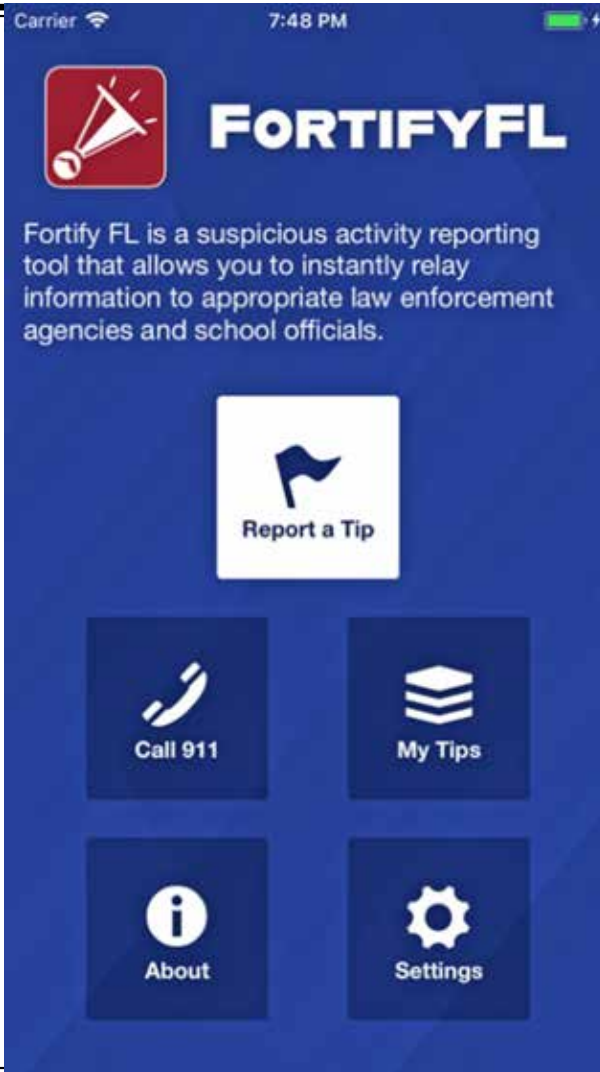 Carrier 7:48 PM
FORTIFYFL
Fortify FL is a suspicious activity reporting
tool that allows you to instantly relay
information to appropriate law enforcement
agencies and school officials.
Report a Tip
Call 911 My Tips
About Settings